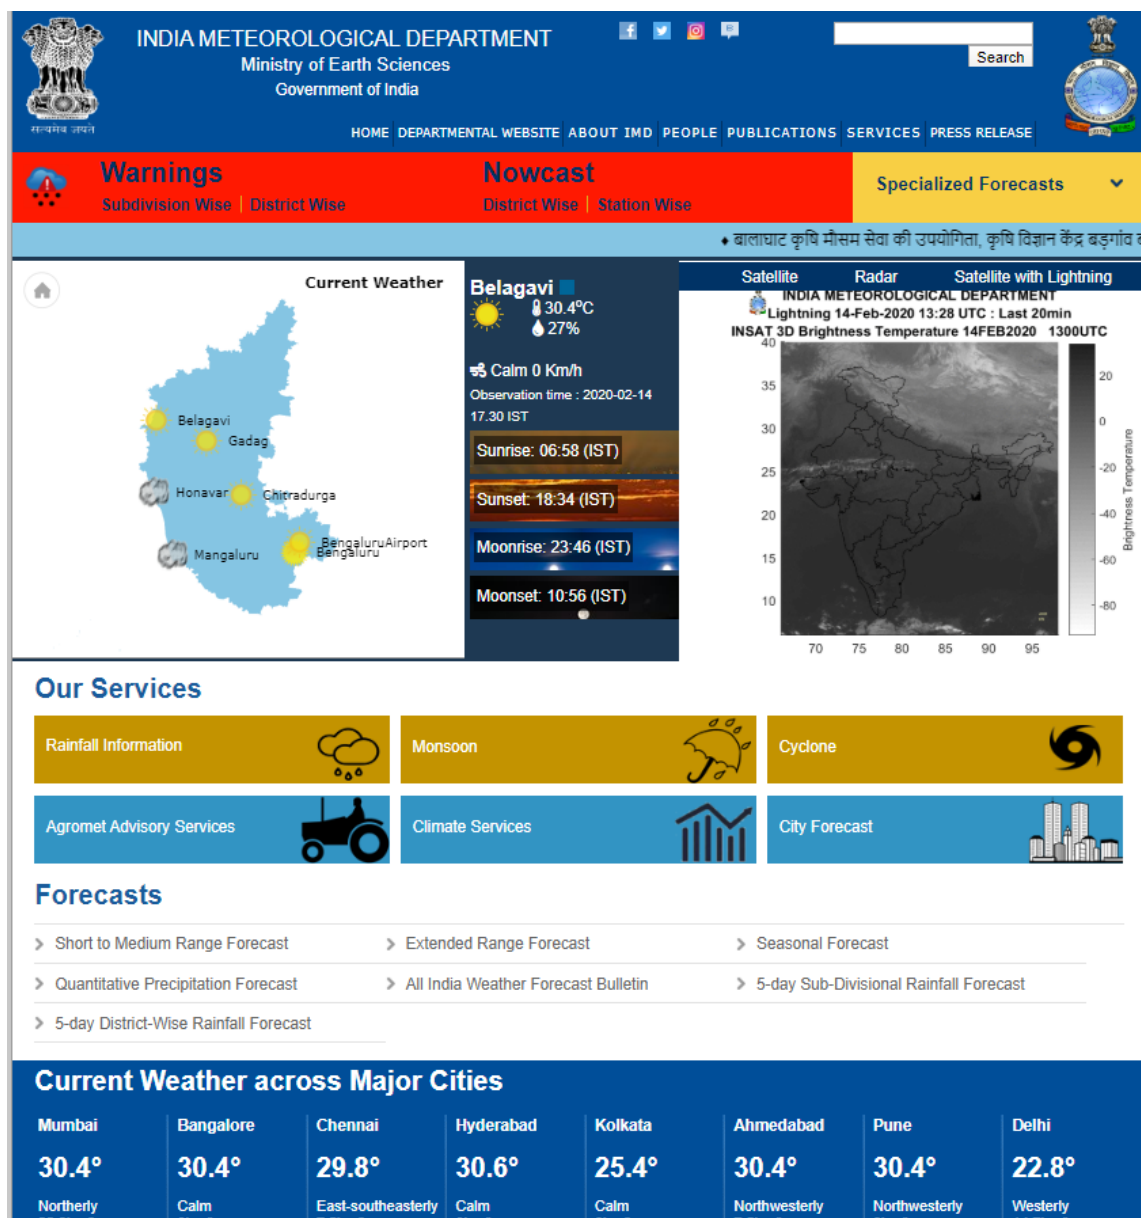 INDIA METEOROLOGICAL DEPARTMENT
Ministry of Earth Sciences
Government of India
सत्यमेव जयते
Search
HOME DEPARTMENTAL WEBSITE ABOUT IMD PEOPLE PUBLICATIONS SERVICES PRESS RELEASE
Warnings
Subdivision Wise | District Wise
Nowcast
District Wise | Station Wise
Specialized Forecasts
♦ बालाघाट कृषि मौसम सेवा की उपयोगिता, कृषि विज्ञान केंद्र बड़गांव
Current Weather
Belagavi
Gadag
Honavar
Chitradurga
BengaluruAirport
Bengaluru
Mangaluru
Belagavi
30.4°C
27%
Calm 0 Km/h
Observation time : 2020-02-14
17.30 IST
Sunrise: 06:58 (IST)
Sunset: 18:34 (IST)
Moonrise: 23:46 (IST)
Moonset: 10:56 (IST)
Satellite Radar Satellite with Lightning
INDIA METEOROLOGICAL DEPARTMENT
Lightning 14-Feb-2020 13:28 UTC : Last 20min
INSAT 3D Brightness Temperature 14FEB2020 1300UTC
40
35
30
25
20
15
10
70 75 80 85 90 95
20
0
-20
-40
-60
-80
Brightness Temperature
Our Services
Rainfall Information
Monsoon
Cyclone
Agromet Advisory Services
Climate Services
City Forecast
Forecasts
Short to Medium Range Forecast
Extended Range Forecast
Seasonal Forecast
Quantitative Precipitation Forecast
All India Weather Forecast Bulletin
5-day Sub-Divisional Rainfall Forecast
5-day District-Wise Rainfall Forecast
Current Weather across Major Cities
Mumbai Bangalore Chennai Hyderabad Kolkata Ahmedabad Pune Delhi
30.4° 30.4° 29.8° 30.6° 25.4° 30.4° 30.4° 22.8°
Northerly Calm East-southeasterly Calm Calm Northwesterly Northwesterly Westerly